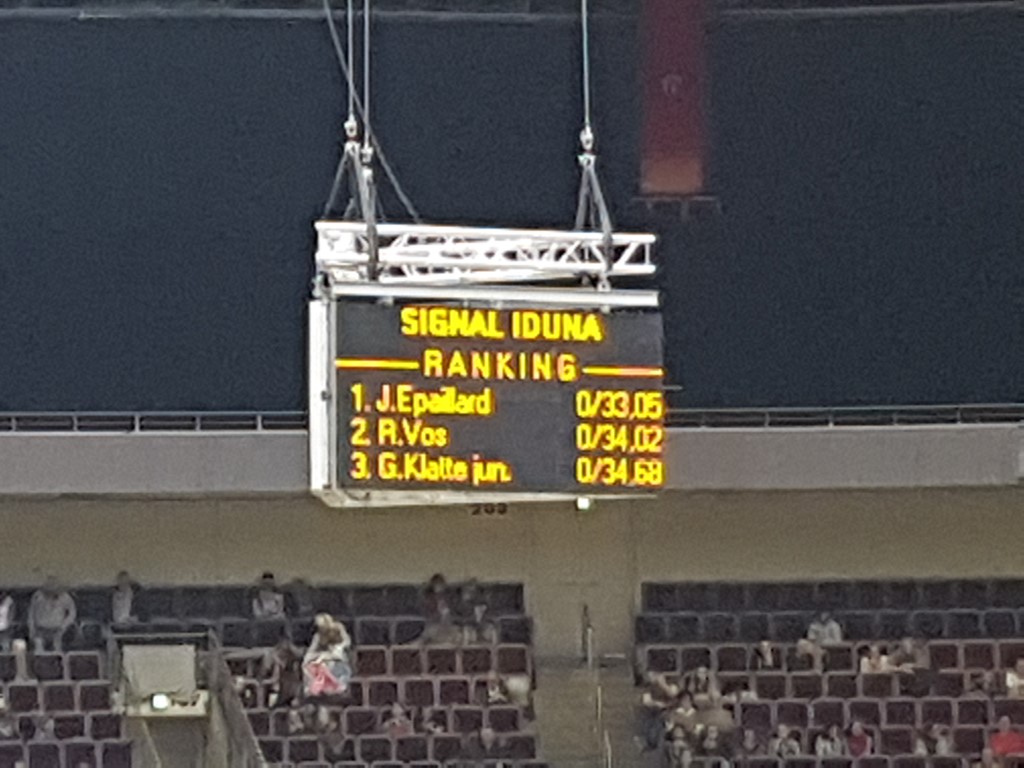 SIGNAL IDUNA
RANKING
1. J.Epaillard 0/33,05
2. R.Vos 0/34,02
3. G.Klatte jun. 0/34,68
209